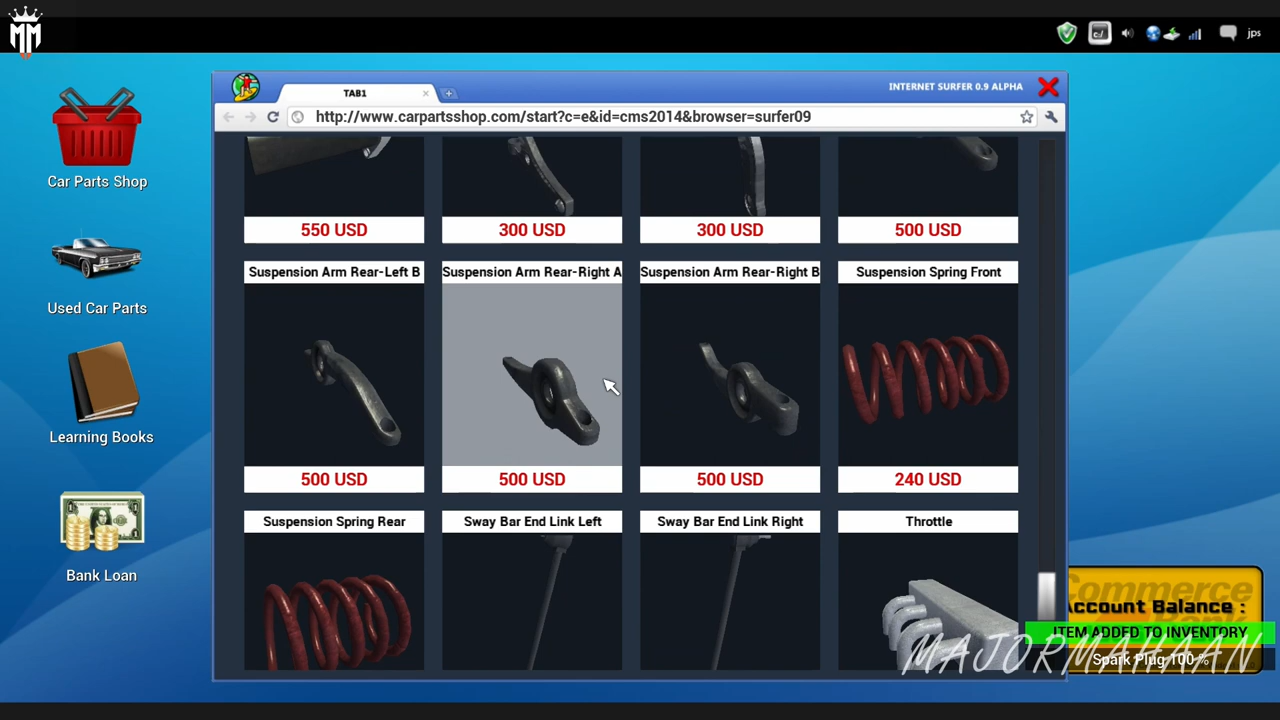 MM
jps
TAB1
INTERNET SURFER 0.9 ALPHA
http://www.carpartsshop.com/start?c=e&id=cms2014&browser=surfer09
Car Parts Shop
Used Car Parts
Learning Books
Bank Loan
550 USD
300 USD
300 USD
500 USD
Suspension Arm Rear-Left B
Suspension Arm Rear-Right A
Suspension Arm Rear-Right B
Suspension Spring Front
500 USD
500 USD
500 USD
240 USD
Suspension Spring Rear
Sway Bar End Link Left
Sway Bar End Link Right
Throttle
Commerce
Account Balance :
ITEM ADDED TO INVENTORY
Spark Plug 100 %
MAJORMAHAAN